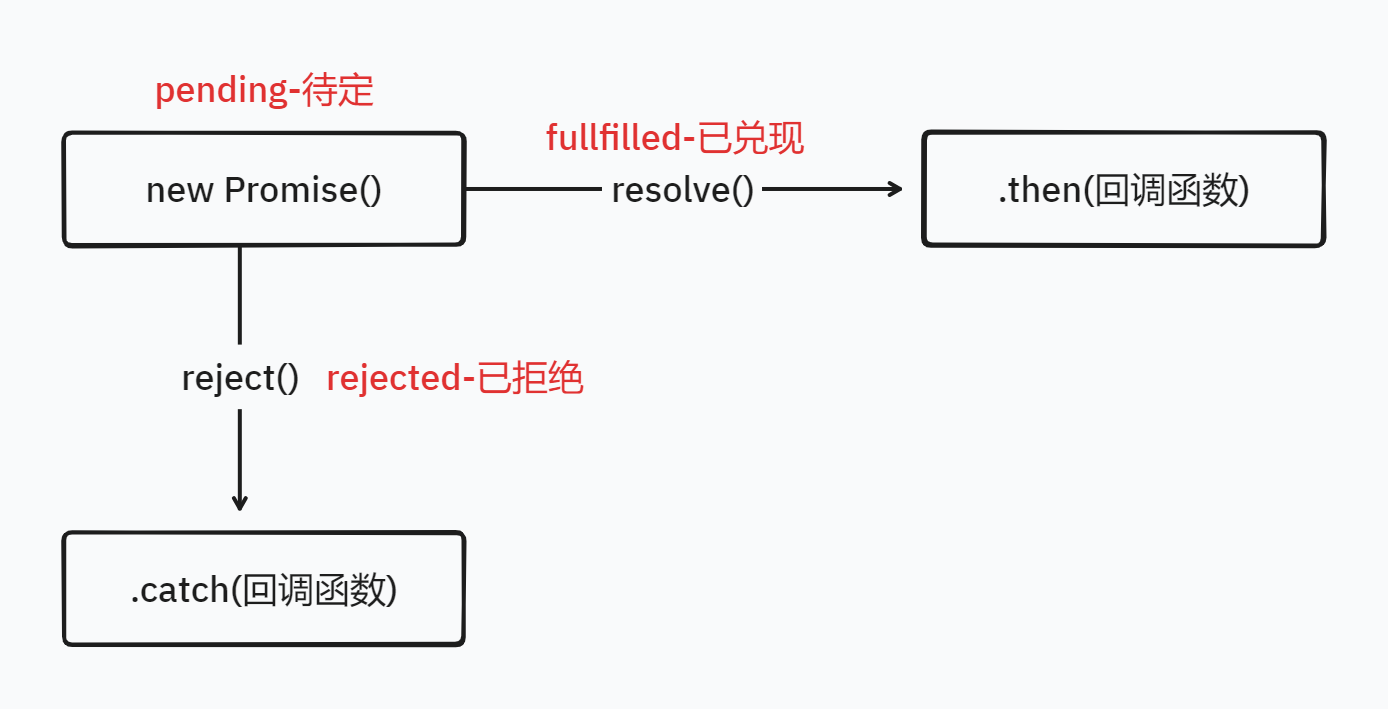 pending-待定
new Promise()
fullfilled-已兑现
resolve()
.then(回调函数)
reject()
rejected-已拒绝
.catch(回调函数)